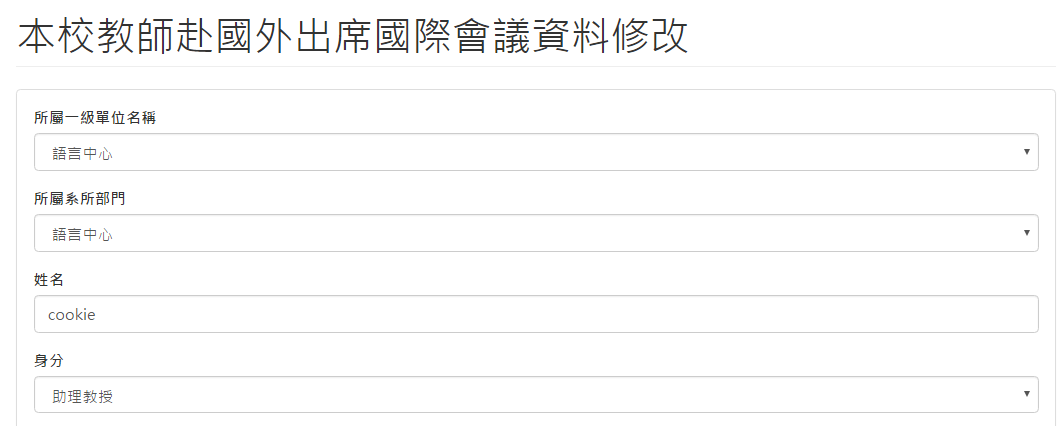 本校教師赴國外出席國際會議資料修改
所屬一級單位名稱
語言中心
所屬系所部門
語言中心
姓名
cookie
身分
助理教授